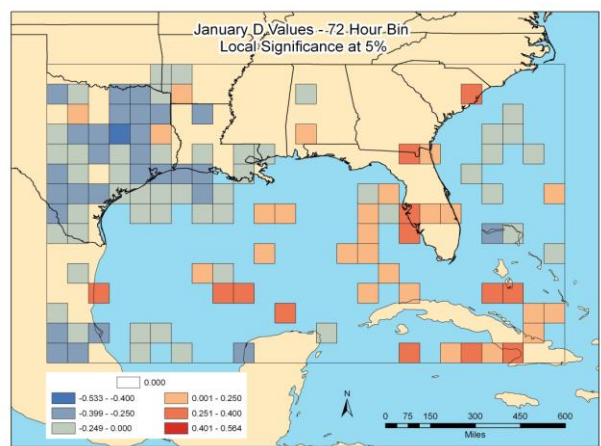 January D Values - 72 Hour Bin
Local Significance at 5%
0.000
-0.533 - -0.400
0.001 - 0.250
-0.399 - -0.250
0.251 - 0.400
-0.249 - 0.000
0.401 - 0.564
N
0 75 150 300 450 600
Miles